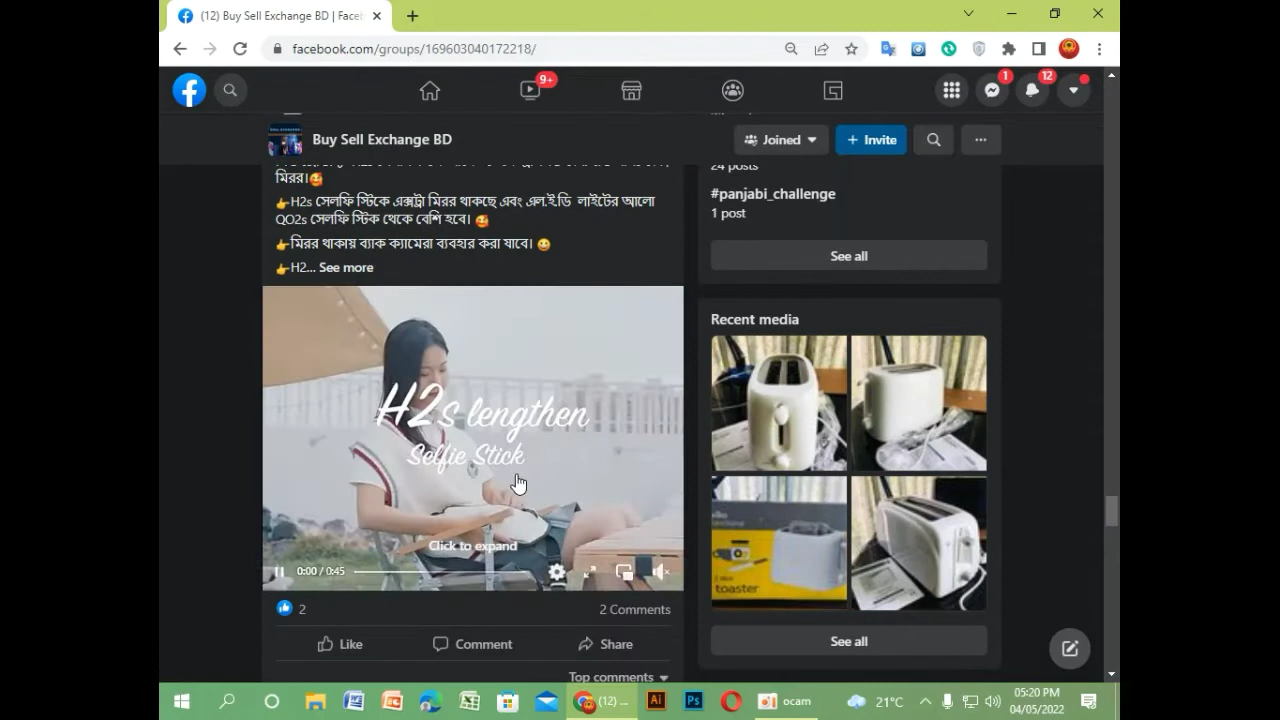 (12) Buy Sell Exchange BD | Face
facebook.com/groups/169603040172218/
9+
1
12
Buy Sell Exchange BD
Joined
+ Invite
মিরর।🥰
👉H2s সেলফি স্টিকে এক্সট্রা মিরর থাকছে এবং এল.ই.ডি লাইটের আলো
QO2s সেলফি স্টিক থেকে বেশি হবে। 🥰
👉মিরর থাকায় ব্যাক ক্যামেরা ব্যবহার করা যাবে। 😀
👉H2... See more
H2s lengthen
Selfie Stick
Click to expand
0:00 / 0:45
2
2 Comments
Like
Comment
Share
Top comments
24 posts
#panjabi_challenge
1 post
See all
Recent media
toaster
See all
(12) ...
Ai
Ps
ocam
21°C
05:20 PM
04/05/2022